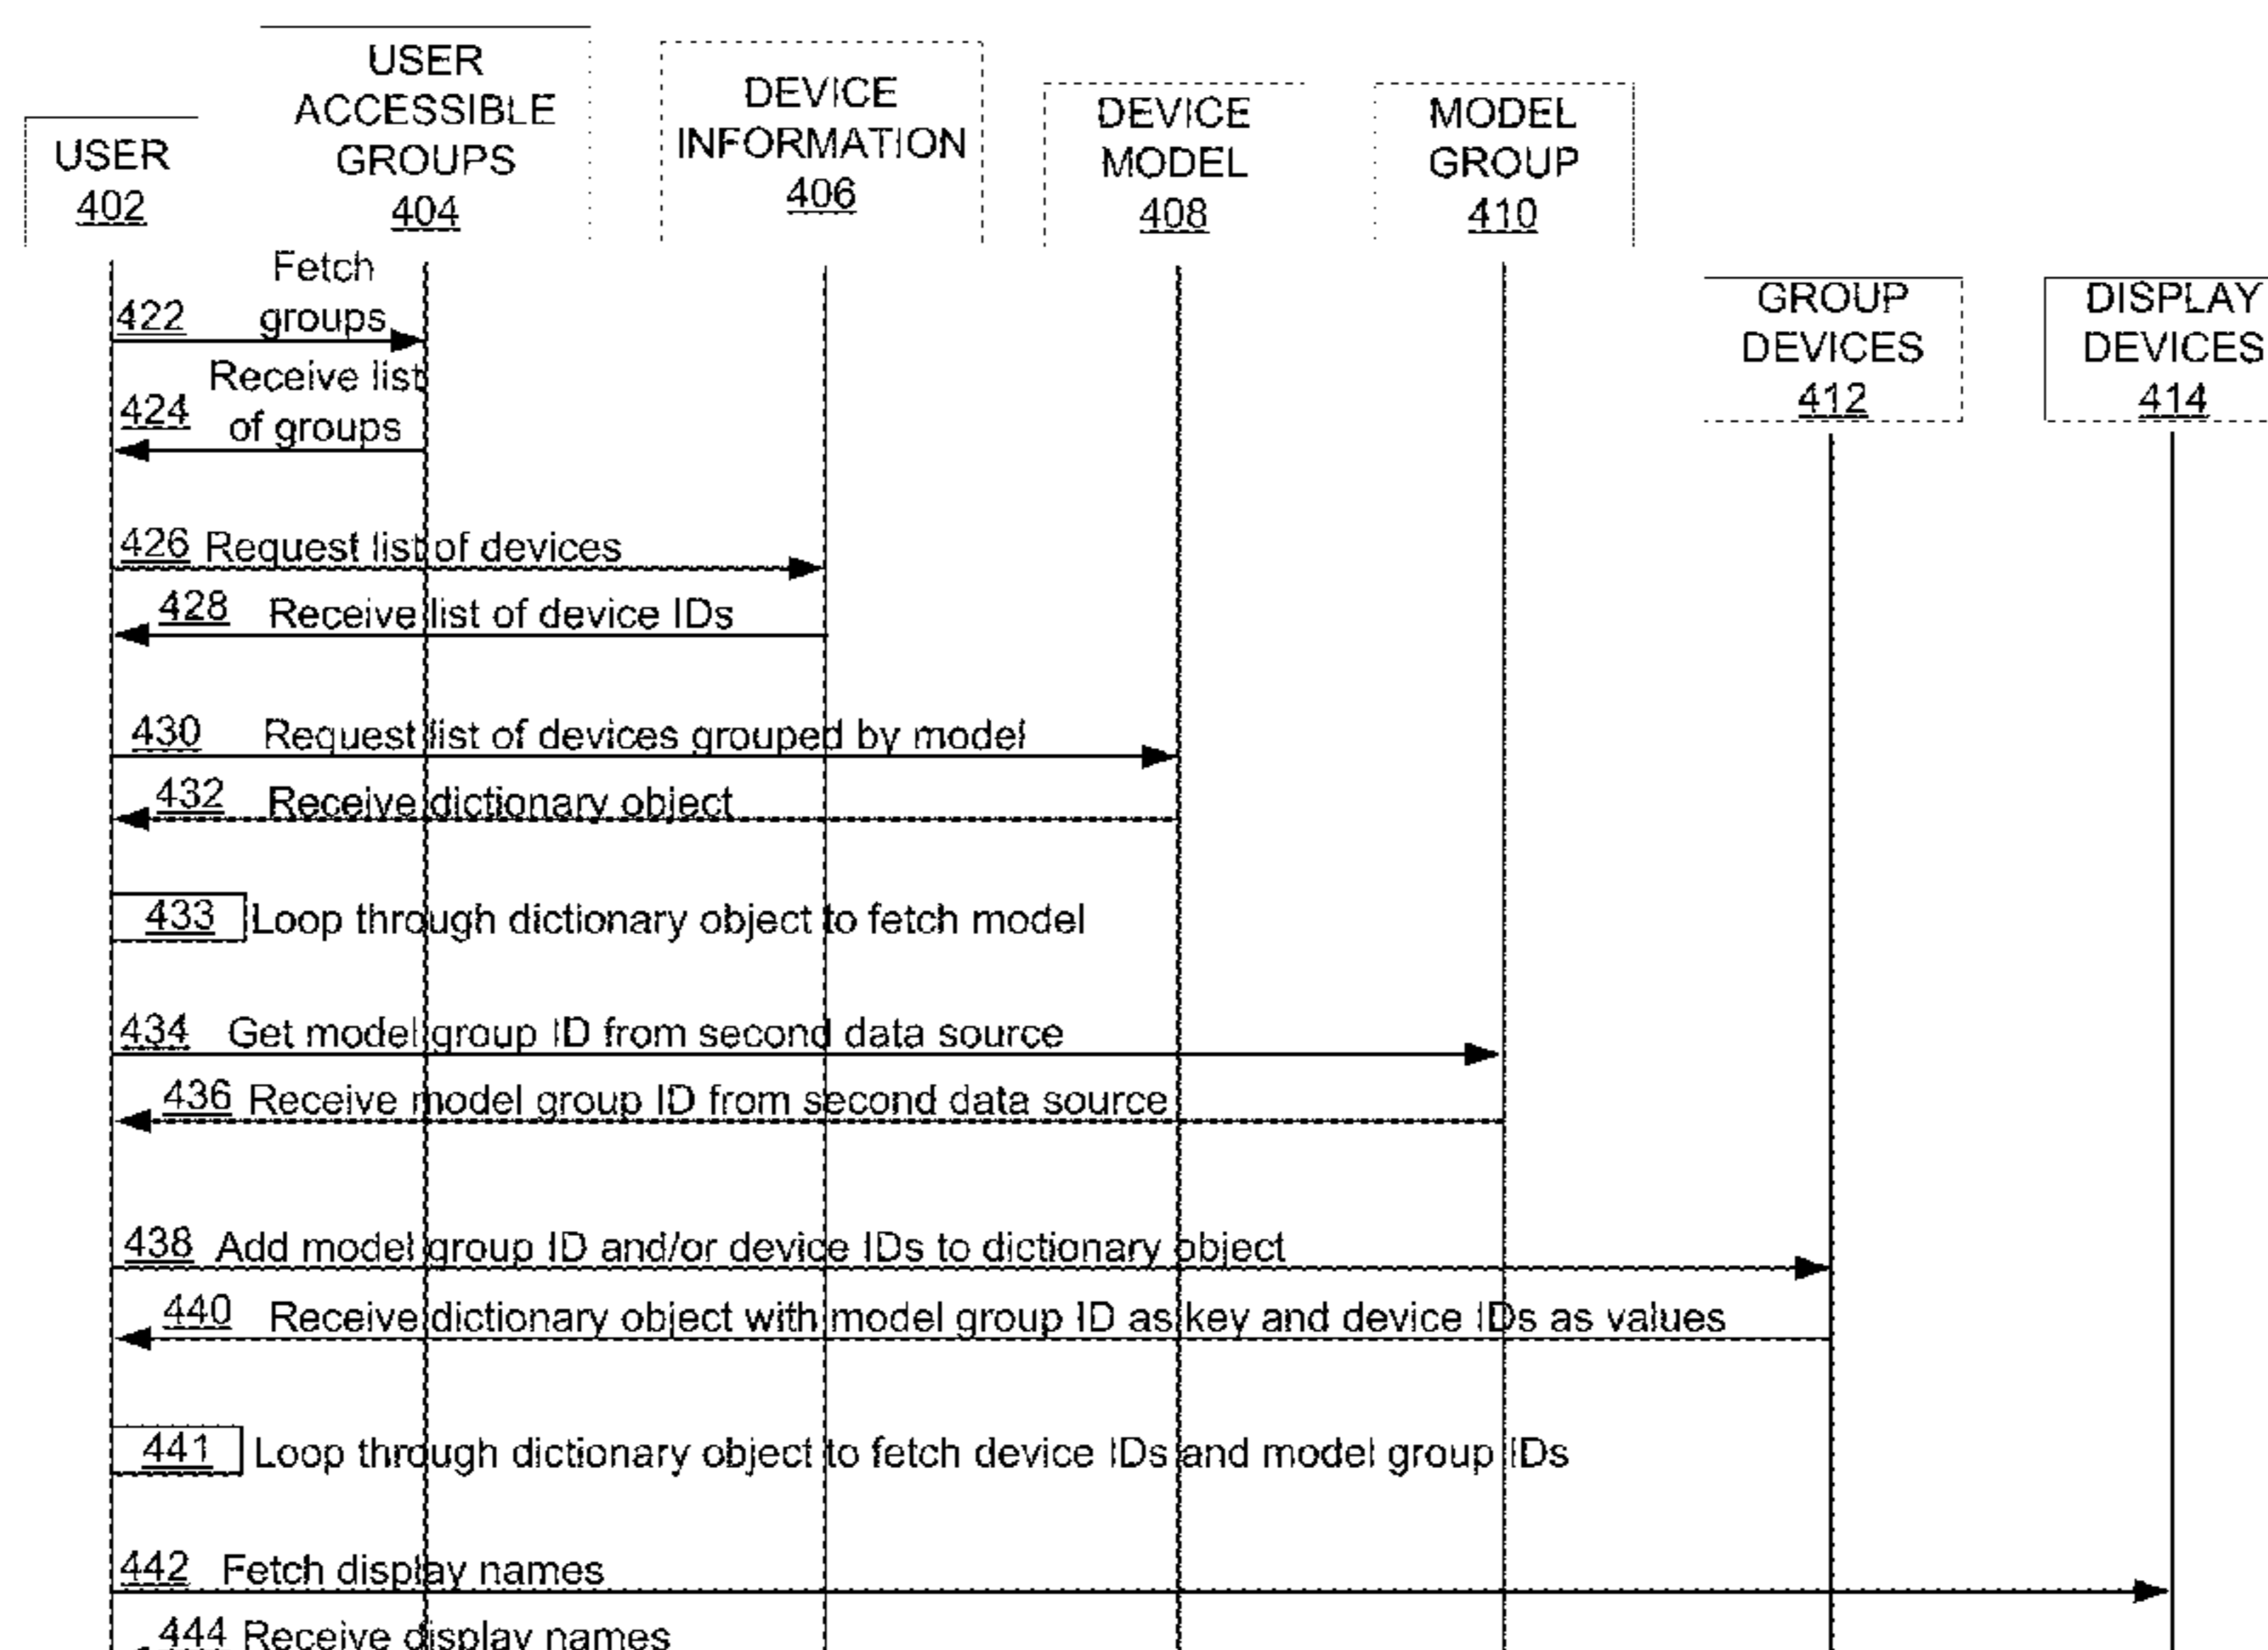 USER
402
USER
ACCESSIBLE
GROUPS
404
DEVICE
INFORMATION
406
DEVICE
MODEL
408
MODEL
GROUP
410
GROUP
DEVICES
412
DISPLAY
DEVICES
414
422 Fetch
groups
424 Receive list
of groups
426 Request list of devices
428 Receive list of device IDs
430 Request list of devices grouped by model
432 Receive dictionary object
433 Loop through dictionary object to fetch model
434 Get model group ID from second data source
436 Receive model group ID from second data source
438 Add model group ID and/or device IDs to dictionary object
440 Receive dictionary object with model group ID as key and device IDs as values
441 Loop through dictionary object to fetch device IDs and model group IDs
442 Fetch display names
444 Receive display names